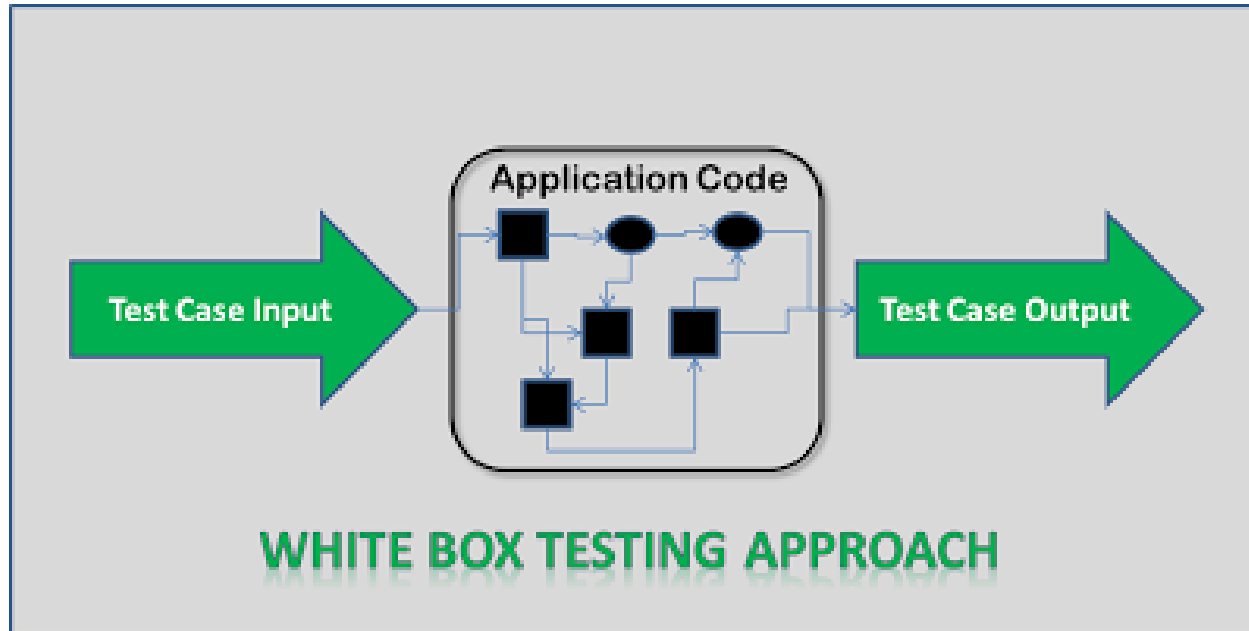 Application Code
Test Case Input
Test Case Output
WHITE BOX TESTING APPROACH